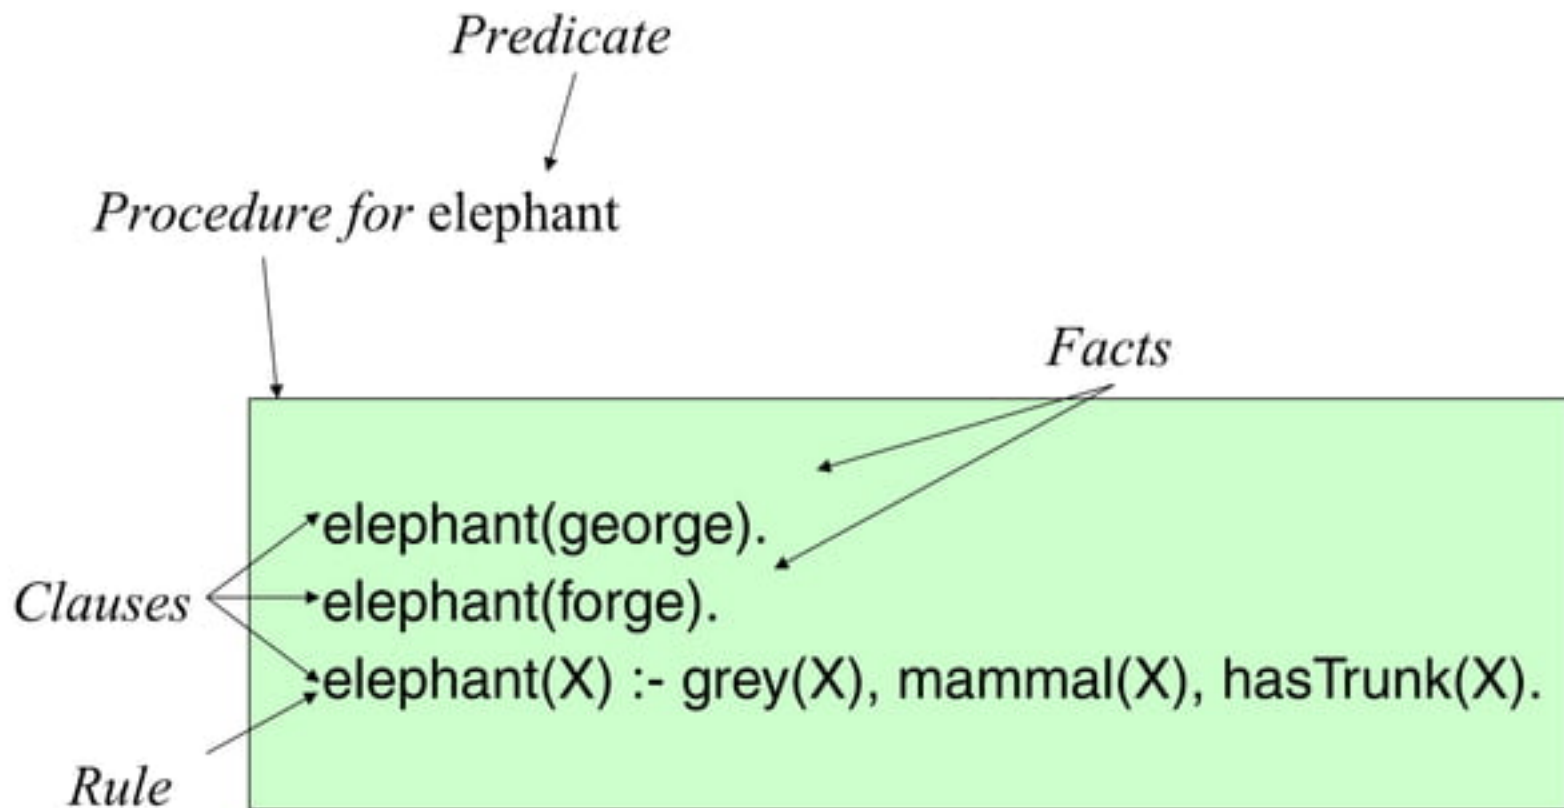 Predicate
Procedure for elephant
Facts
elephant(george).
Clauses
elephant(forge).
elephant(X) :- grey(X), mammal(X), hasTrunk(X).
Rule